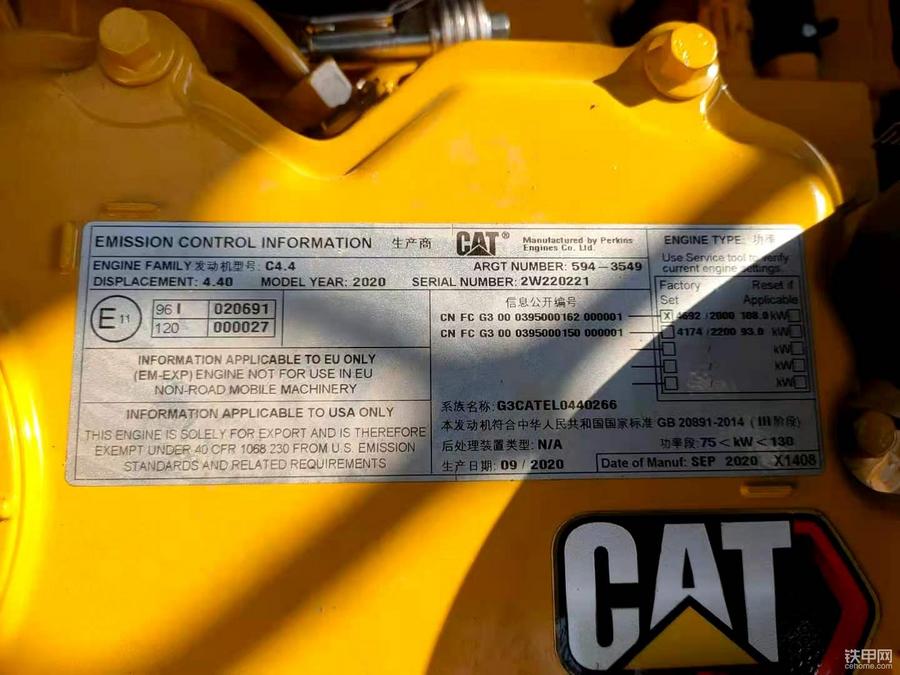 EMISSION CONTROL INFORMATION 生产商 CAT® Manufactured by Perkins Engines Co. Ltd.
ENGINE TYPE: 功率
Use Service tool to verify
current engine settings.
ENGINE FAMILY 发动机型号: C4.4 ARGT NUMBER: 594-3549
DISPLACEMENT: 4.40 MODEL YEAR: 2020 SERIAL NUMBER: 2W220221
Factory Set Reset if Applicable
E11
96 I 020691
120 000027
信息公开编号
CN FC G3 00 0395000162 000001 X 4692/2000 108.0 kW
CN FC G3 00 0395000150 000001 4174/2200 93.0 kW
/ kW
/ kW
kW
INFORMATION APPLICABLE TO EU ONLY
(EM-EXP) ENGINE NOT FOR USE IN EU
NON-ROAD MOBILE MACHINERY
INFORMATION APPLICABLE TO USA ONLY
THIS ENGINE IS SOLELY FOR EXPORT AND IS THEREFORE
EXEMPT UNDER 40 CFR 1068 230 FROM U.S. EMISSION
STANDARDS AND RELATED REQUIREMENTS
系族名称: G3CATEL0440266
本发动机符合中华人民共和国国家标准 GB 20891-2014 (III阶段)
后处理装置类型: N/A 功率段: 75<kW<130
生产日期: 09/2020 Date of Manuf: SEP 2020 X1408
CAT
铁甲网
cehome.com